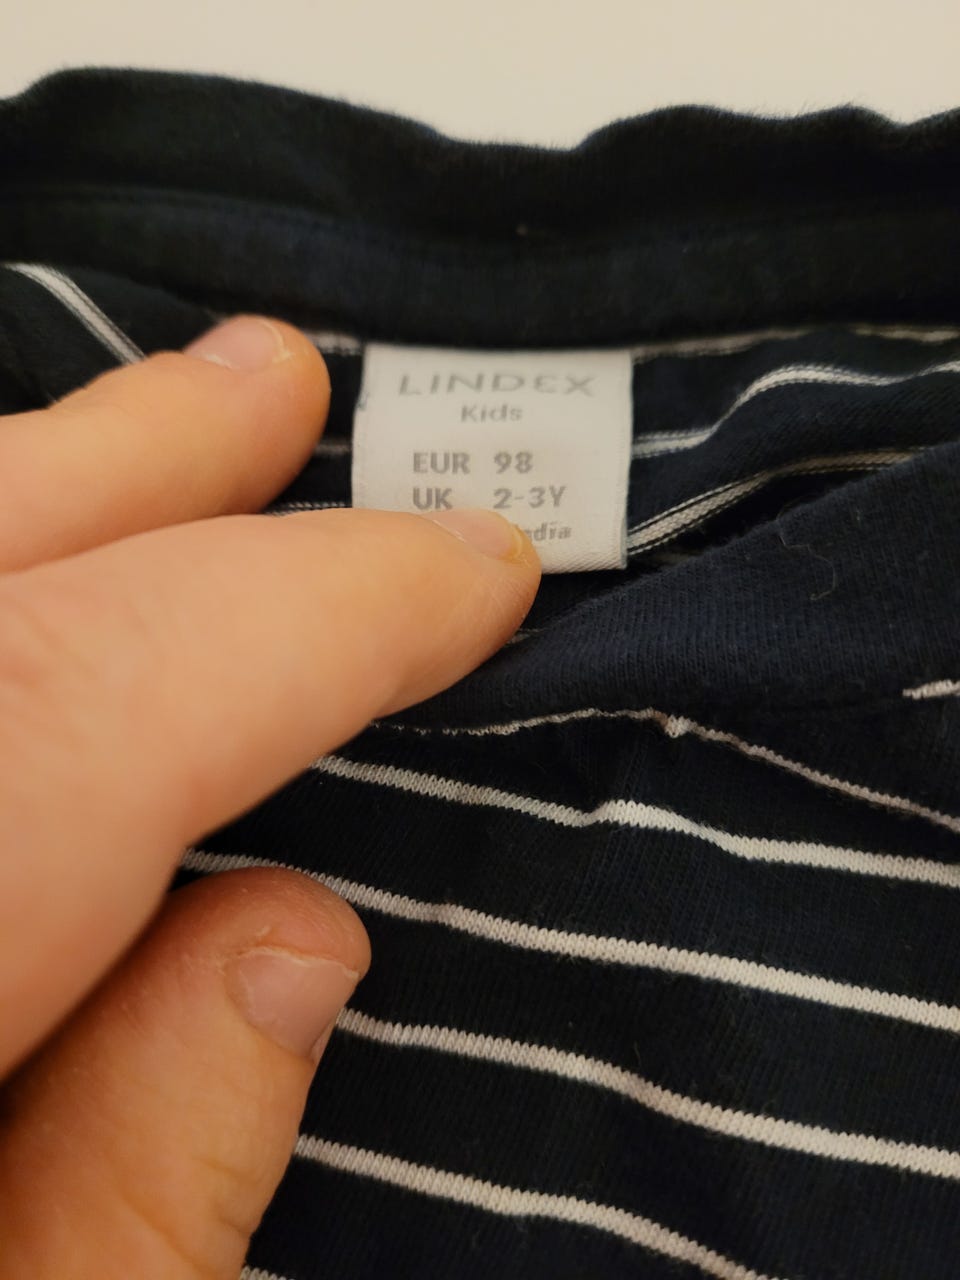 LINDEX
Kids
EUR 98
UK 2-3Y